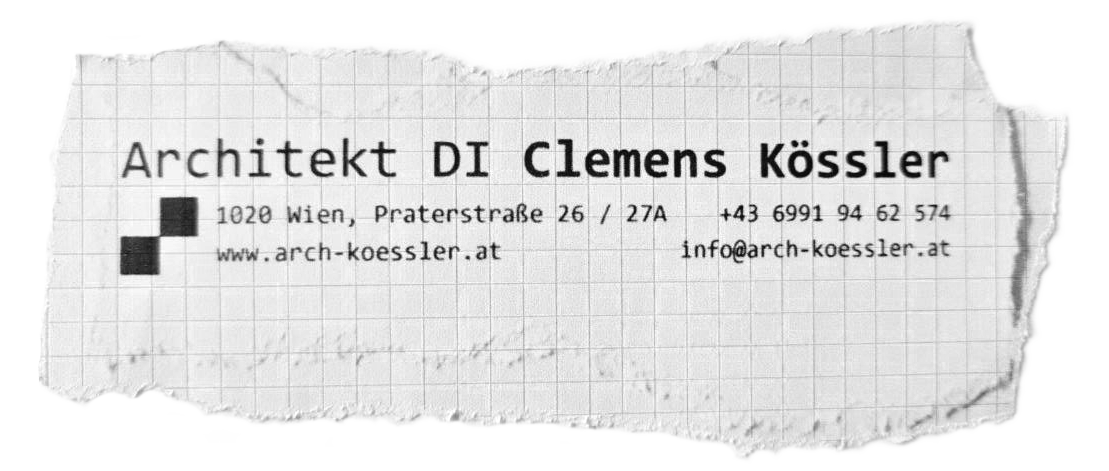 Architekt DI Clemens Kössler
1020 Wien, Praterstraße 26 / 27A +43 6991 94 62 574
www.arch-koessler.at info@arch-koessler.at